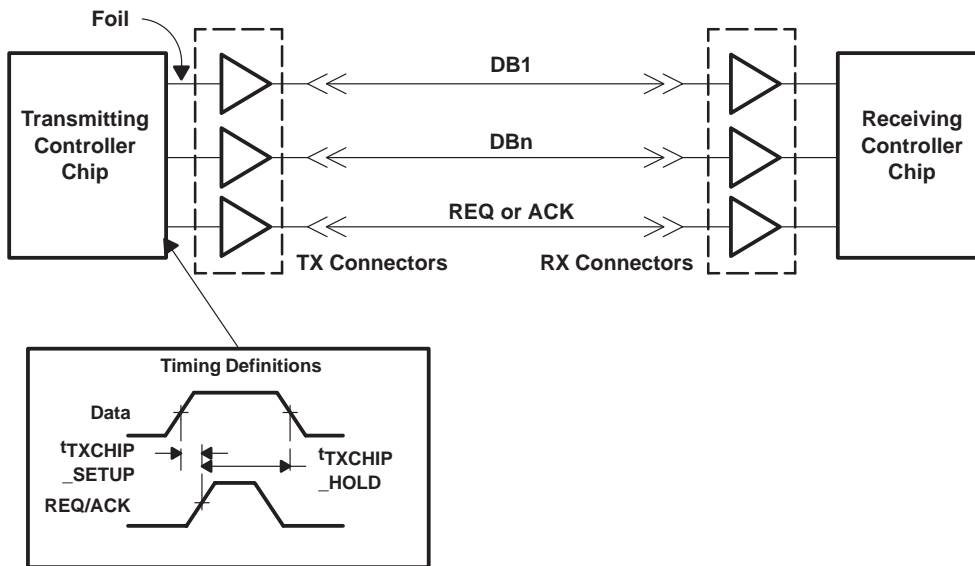 Foil
Transmitting
Controller
Chip
DB1
DBn
REQ or ACK
TX Connectors
RX Connectors
Receiving
Controller
Chip
Timing Definitions
Data
tTXCHIP
_SETUP
tTXCHIP
_HOLD
REQ/ACK